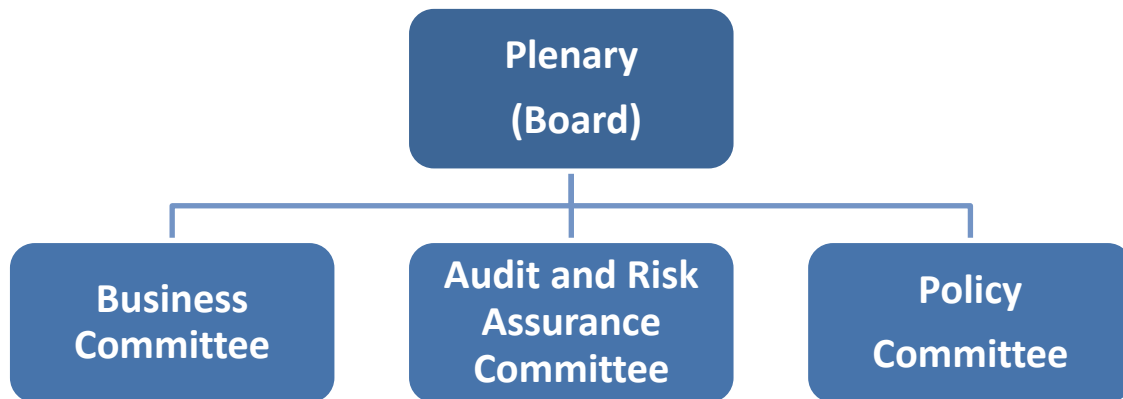 Plenary
(Board)
Business
Committee
Audit and Risk
Assurance
Committee
Policy
Committee